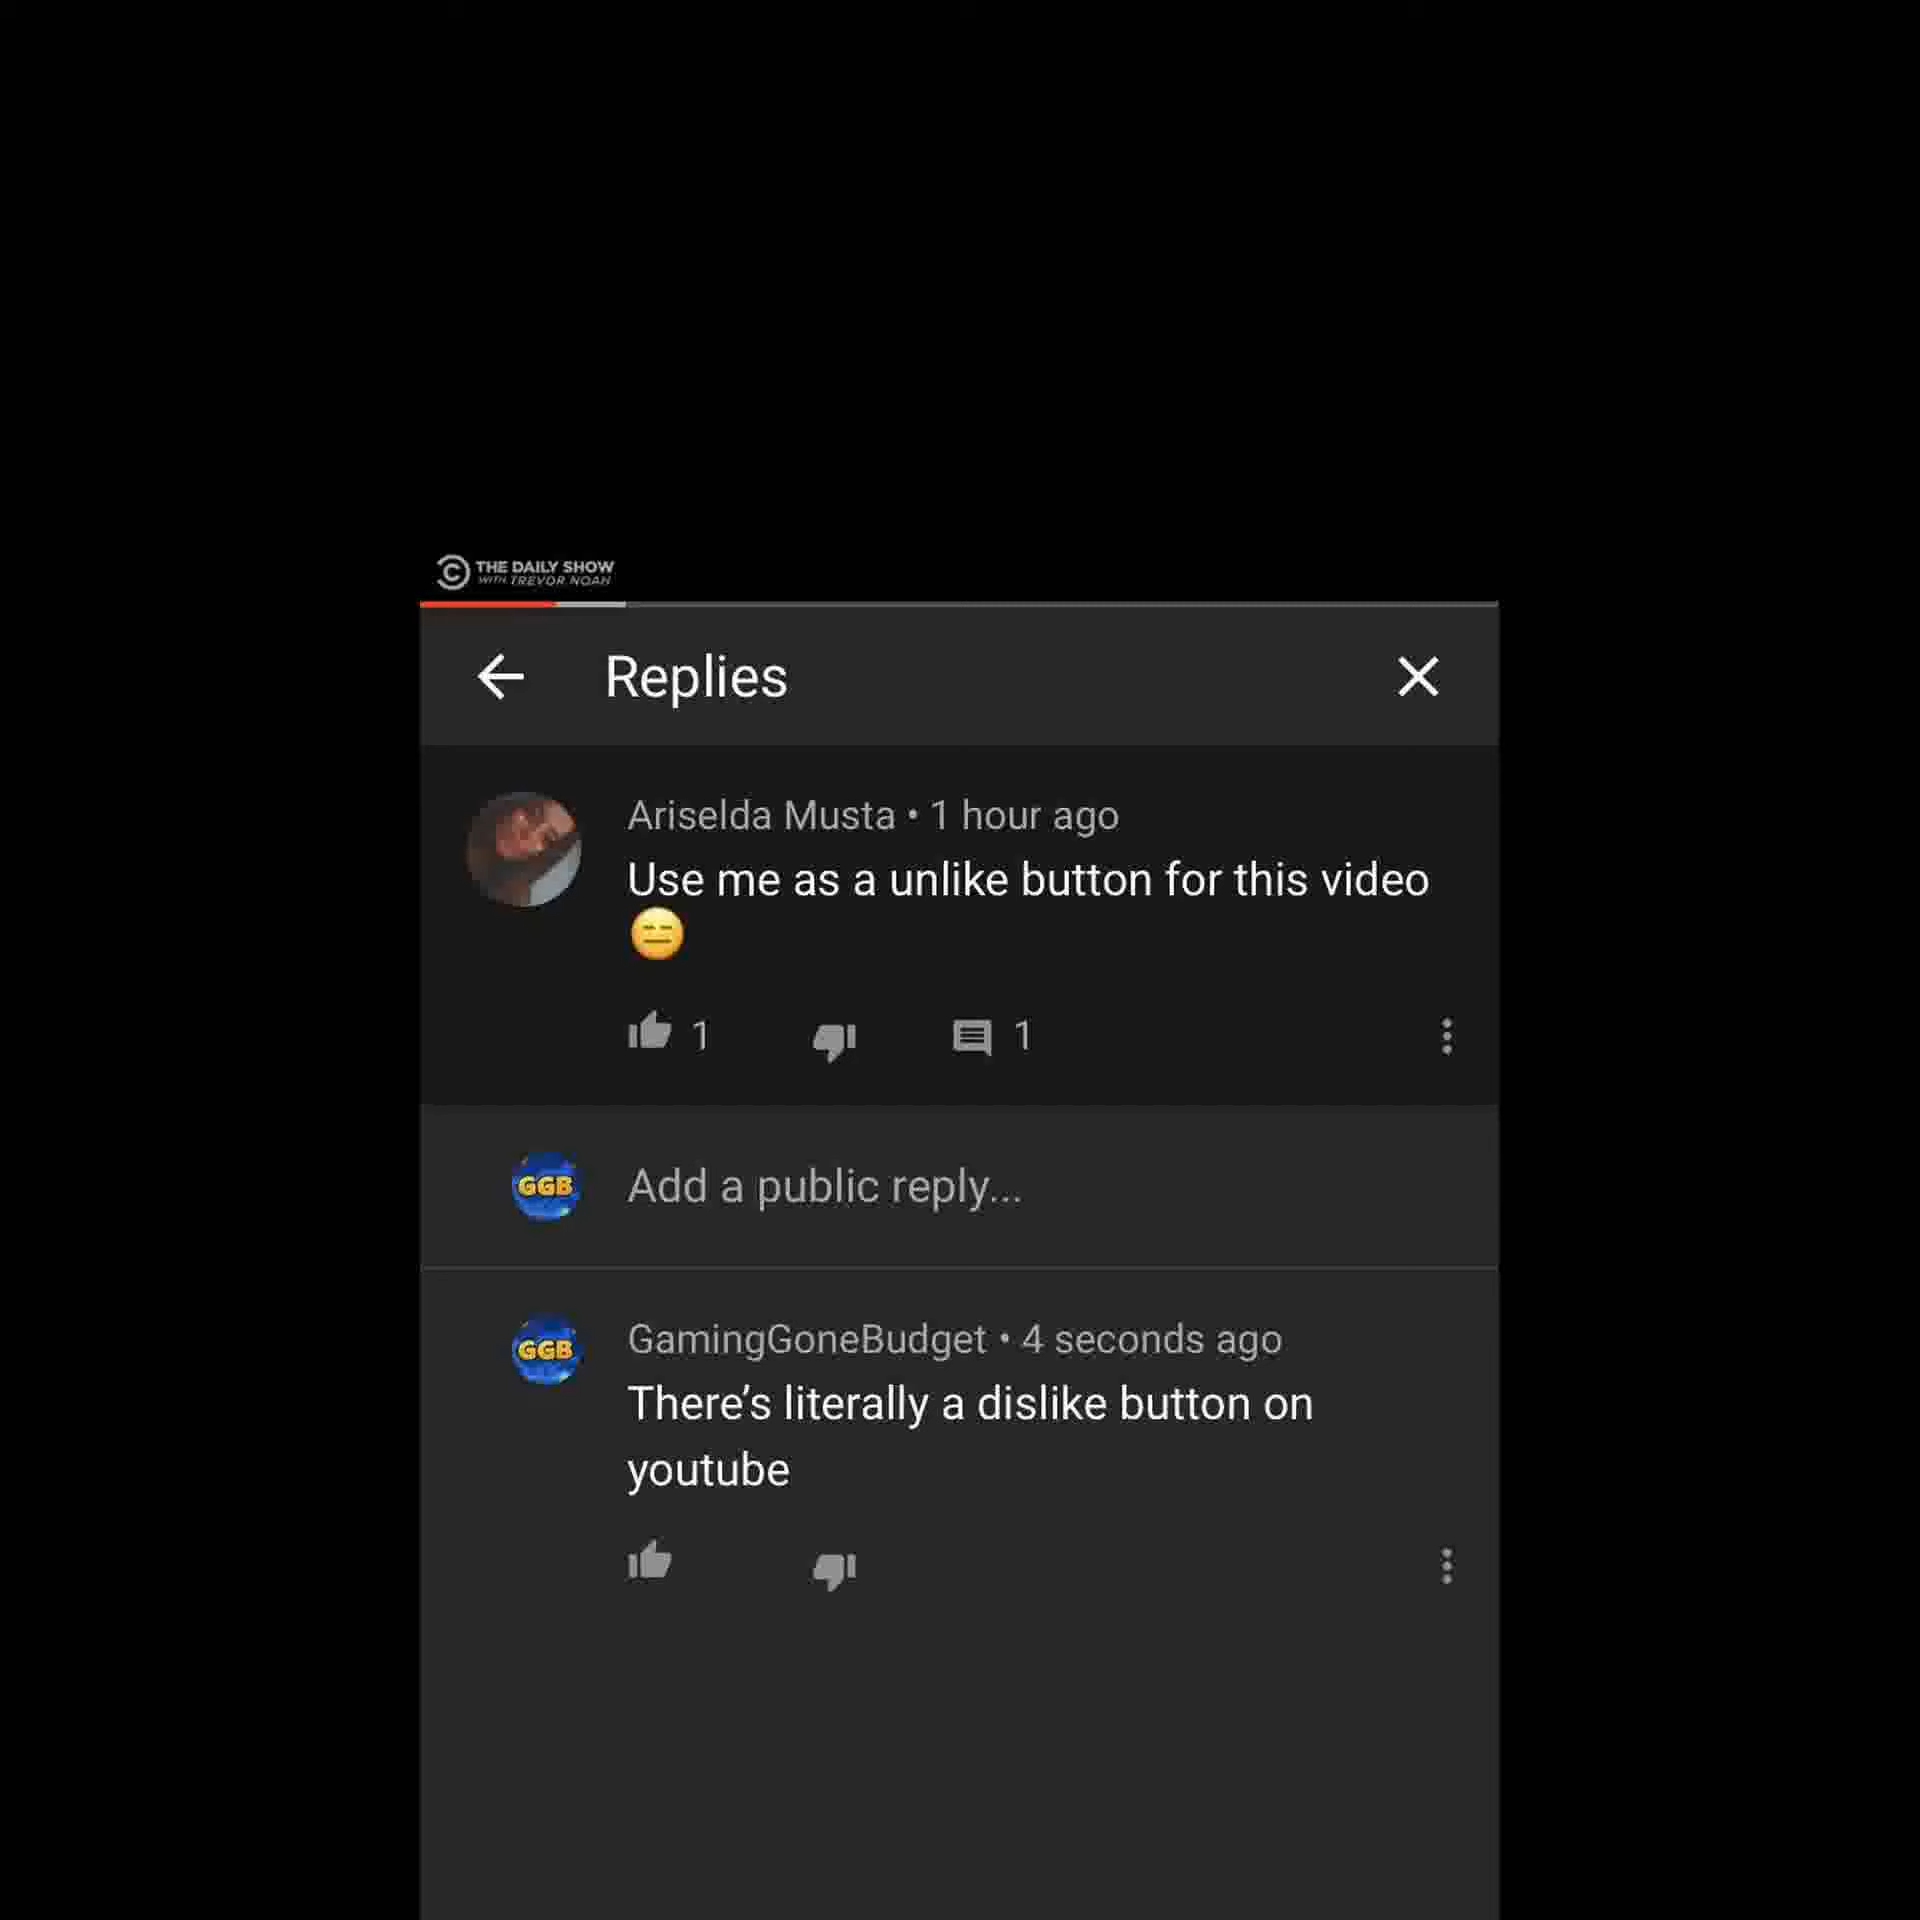 THE DAILY SHOW
WITH TREVOR NOAH
Replies
Ariselda Musta • 1 hour ago
Use me as a unlike button for this video
😑
1 1
GGB Add a public reply...
GGB GamingGoneBudget • 4 seconds ago
There's literally a dislike button on
youtube